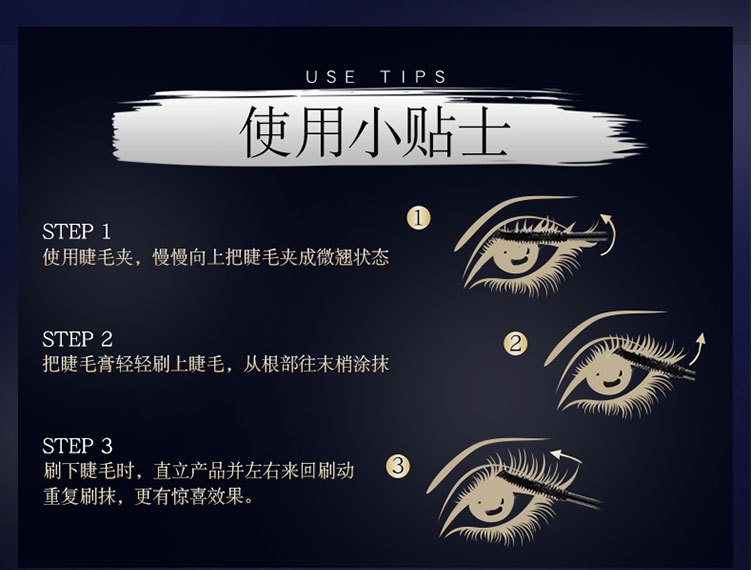 USE TIPS
使用小贴士
1
STEP 1
使用睫毛夹，慢慢向上把睫毛夹成微翘状态
2
STEP 2
把睫毛膏轻轻刷上睫毛，从根部往末梢涂抹
3
STEP 3
刷下睫毛时，直立产品并左右来回刷动
重复刷抹，更有惊喜效果。